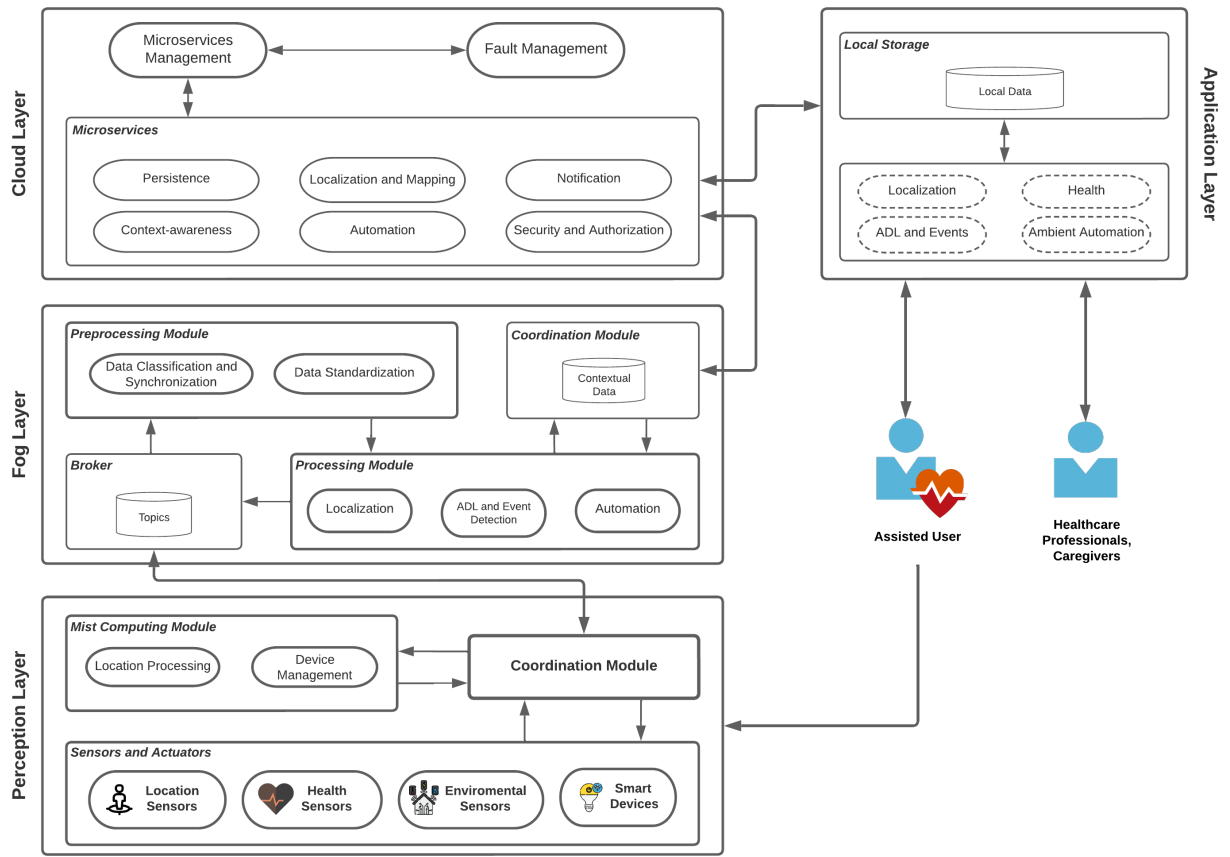 Cloud Layer
Microservices
Management
Fault Management
Microservices
Persistence
Localization and Mapping
Notification
Context-awareness
Automation
Security and Authorization
Application Layer
Local Storage
Local Data
Localization
Health
ADL and Events
Ambient Automation
Fog Layer
Preprocessing Module
Data Classification and
Synchronization
Data Standardization
Coordination Module
Contextual
Data
Broker
Topics
Processing Module
Localization
ADL and Event
Detection
Automation
Assisted User
Healthcare
Professionals,
Caregivers
Perception Layer
Mist Computing Module
Location Processing
Device
Management
Coordination Module
Sensors and Actuators
Location
Sensors
Health
Sensors
Enviromental
Sensors
Smart
Devices